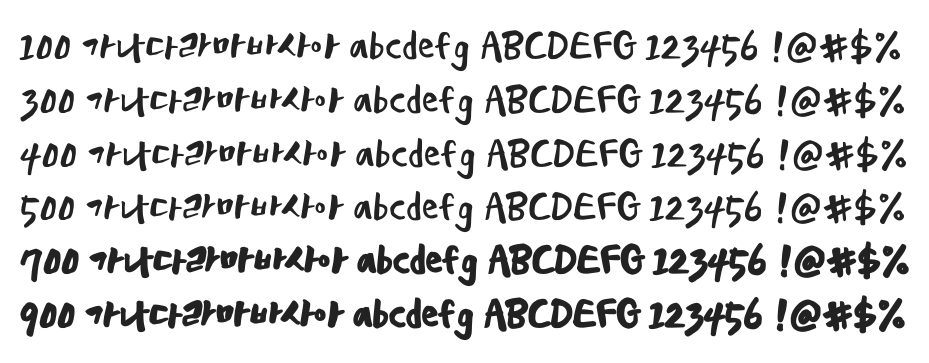 100 가나다라마바사아 abcdefg ABCDEFG 123456 !@#$%
300 가나다라마바사아 abcdefg ABCDEFG 123456 !@#$%
400 가나다라마바사아 abcdefg ABCDEFG 123456 !@#$%
500 가나다라마바사아 abcdefg ABCDEFG 123456 !@#$%
700 가나다라마바사아 abcdefg ABCDEFG 123456 !@#$%
900 가나다라마바사아 abcdefg ABCDEFG 123456 !@#$%